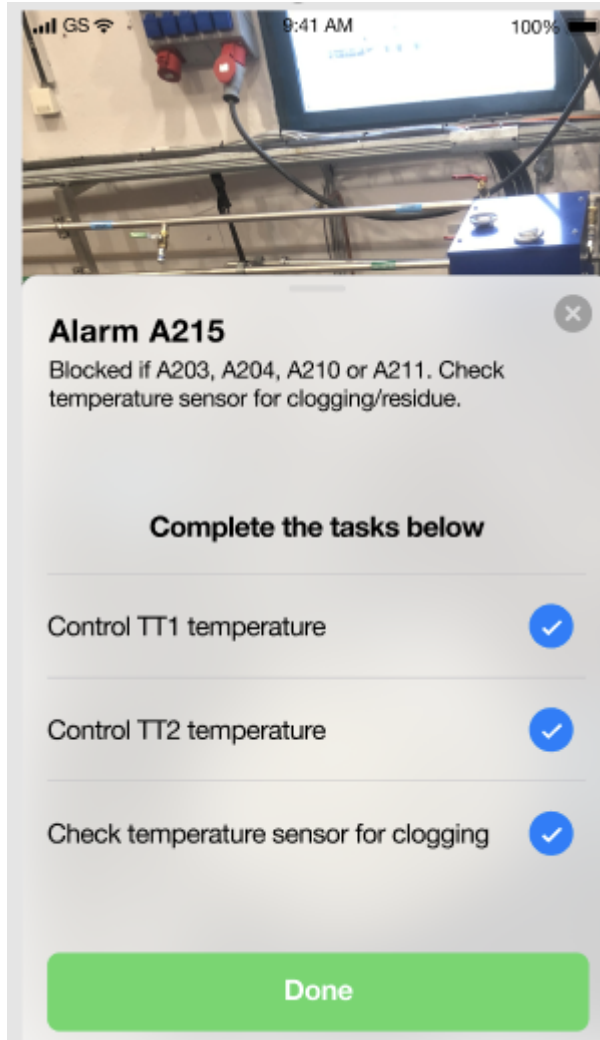 GS
9:41 AM
100%
Alarm A215
Blocked if A203, A204, A210 or A211. Check
temperature sensor for clogging/residue.
Complete the tasks below
Control TT1 temperature
Control TT2 temperature
Check temperature sensor for clogging
Done